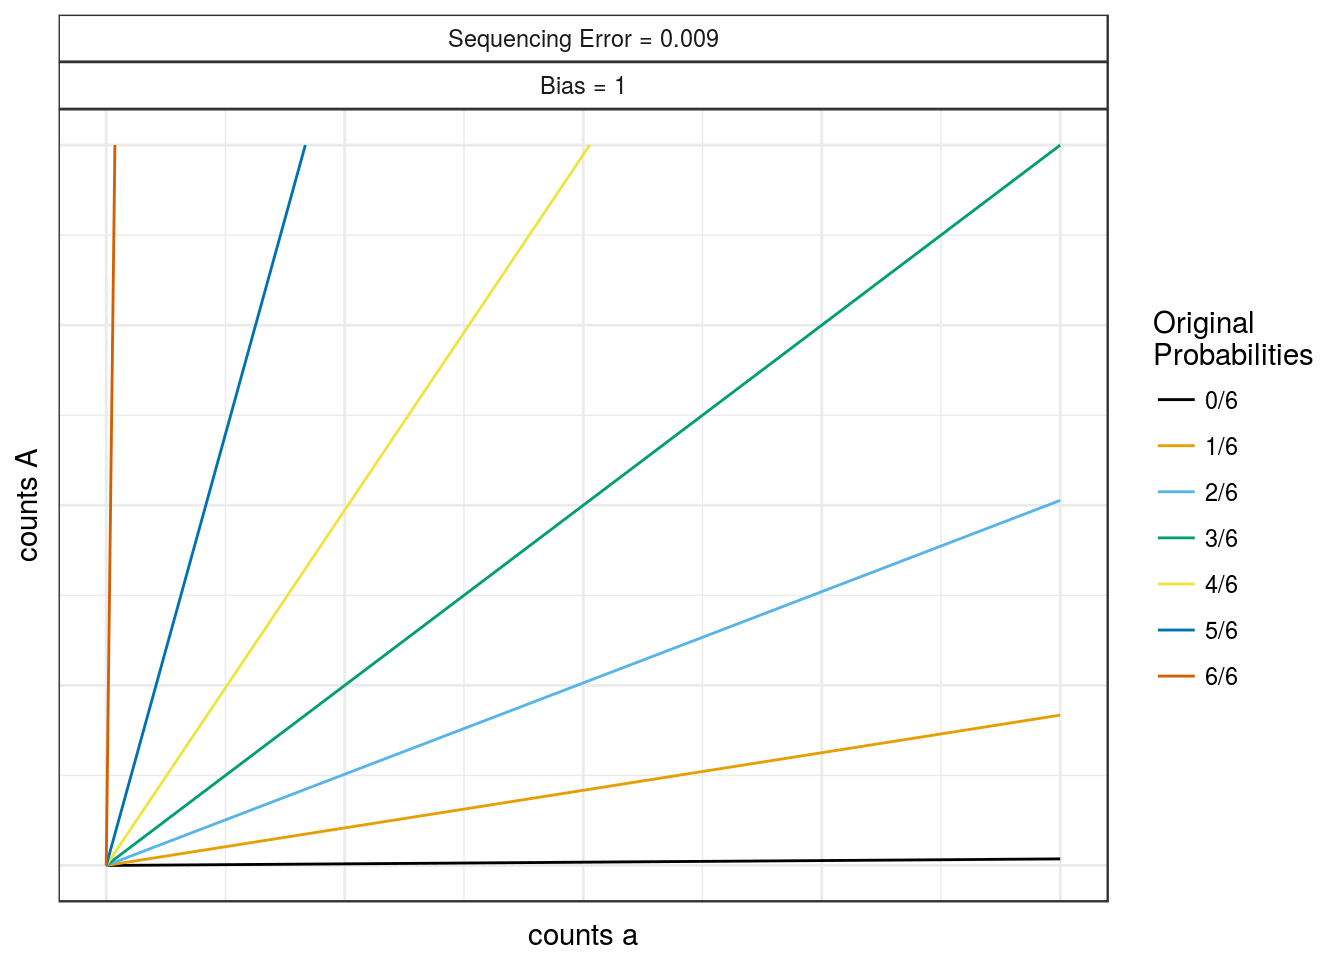 Sequencing Error = 0.009
Bias = 1
counts A
counts a
Original
Probabilities
0/6
1/6
2/6
3/6
4/6
5/6
6/6